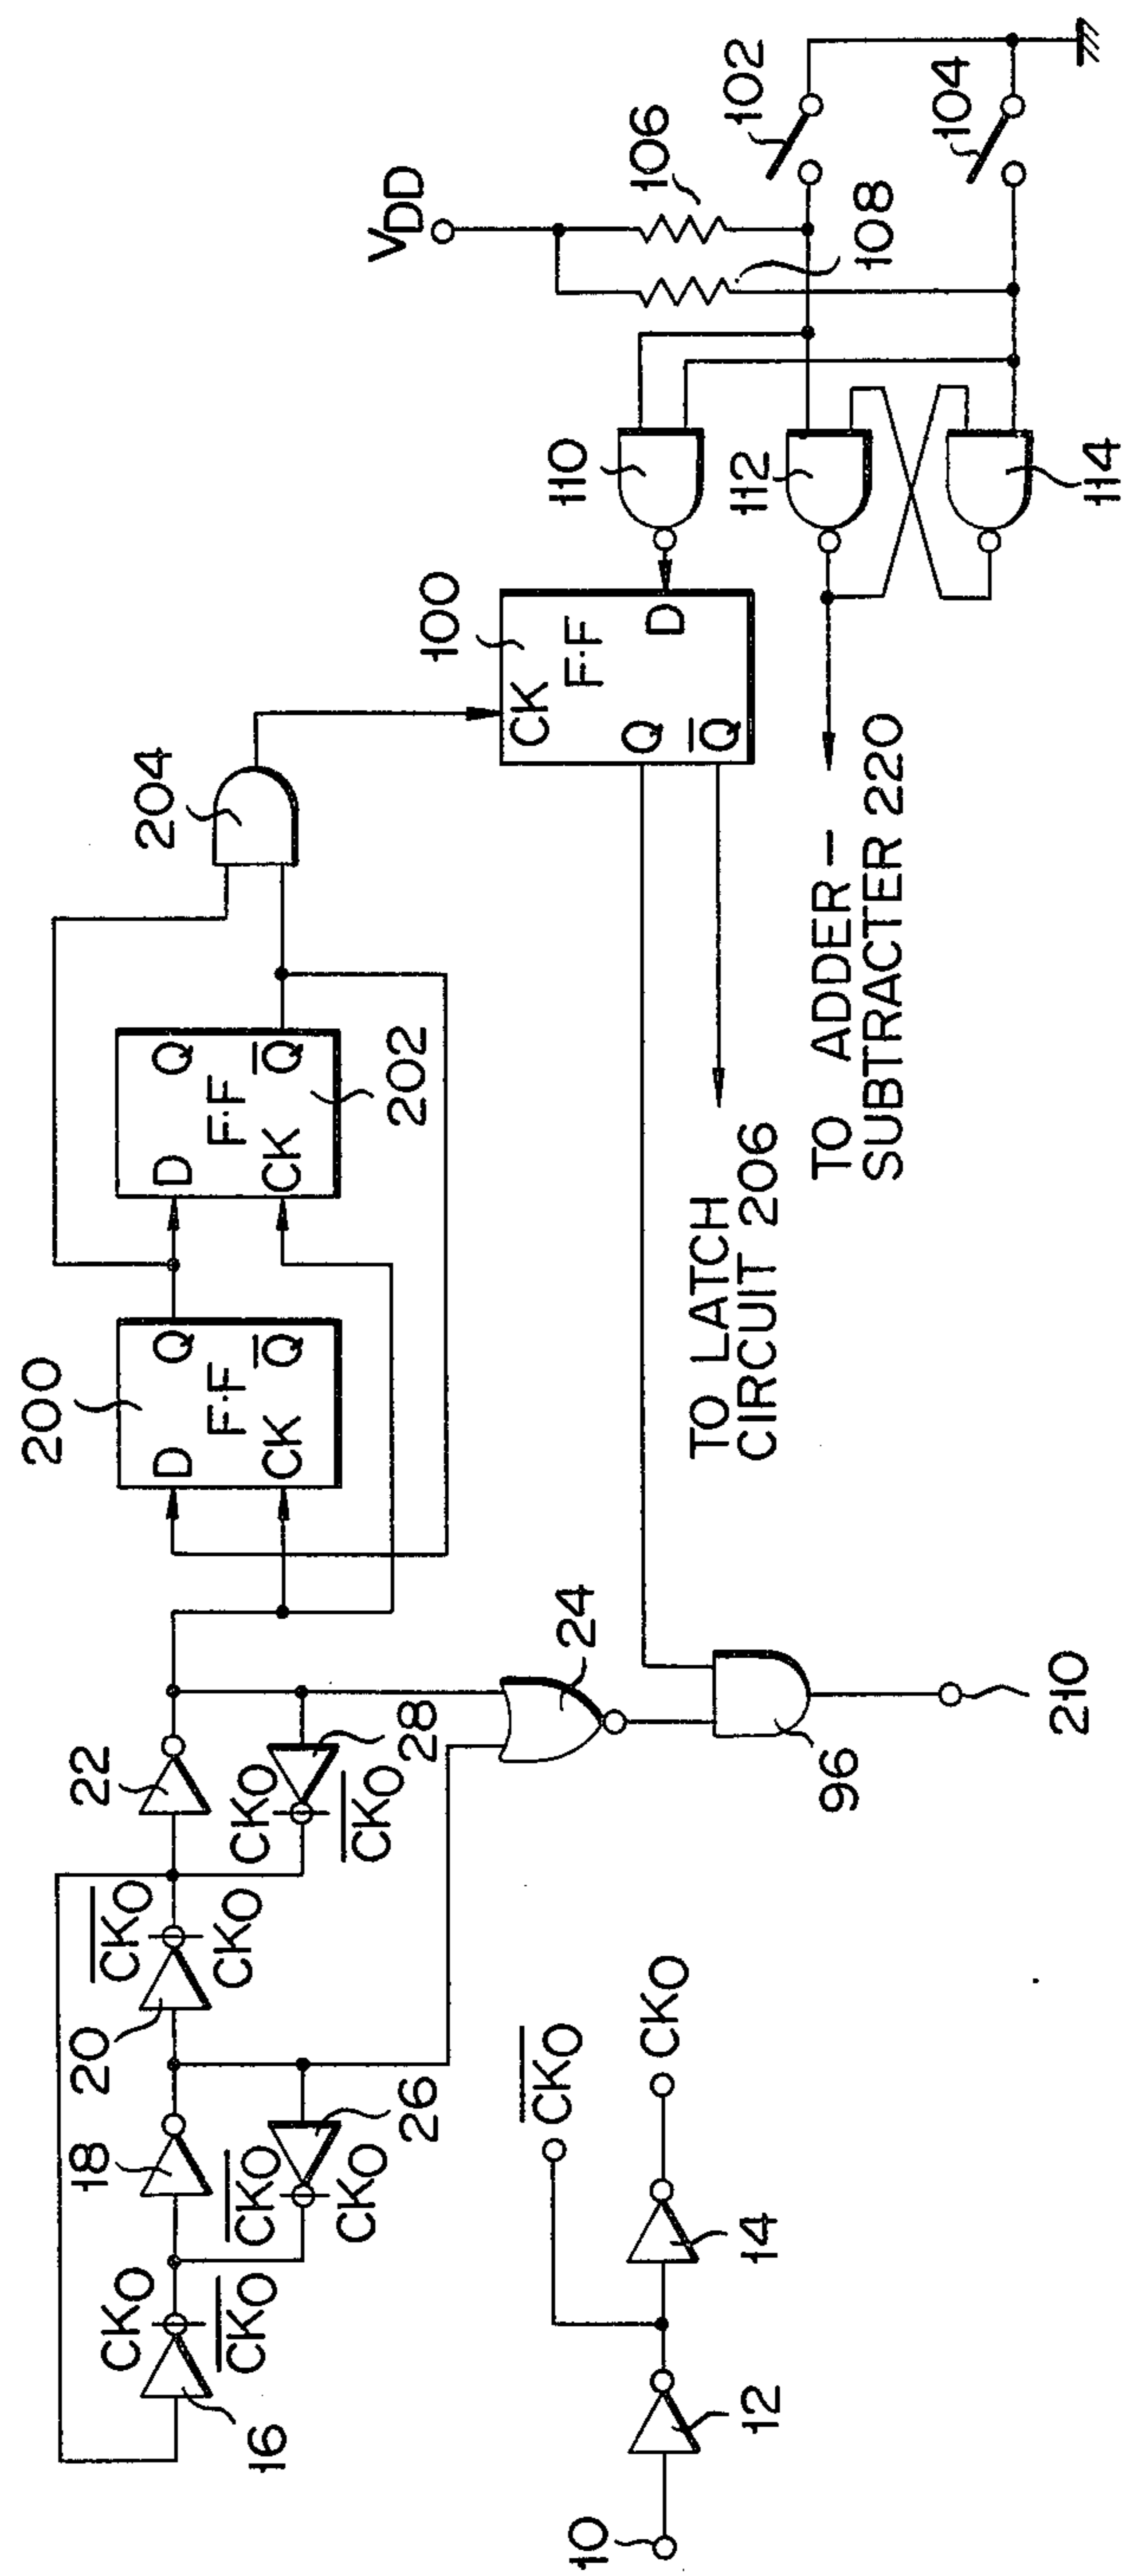 200
16
18
20
22
204
CKO
C̅K̅O̅
C̅K̅O̅
CKO
C̅K̅O̅
CKO
CKO
C̅K̅O̅
26
28
D
Q
F·F
CK
Q̅
D
Q
F·F
CK
Q̅
202
10
12
14
C̅K̅O̅
CKO
24
96
210
100
CK
F·F
D
Q
Q̅
VDD
106
108
102
104
110
112
114
TO LATCH
CIRCUIT 206
TO ADDER–
SUBTRACTER 220